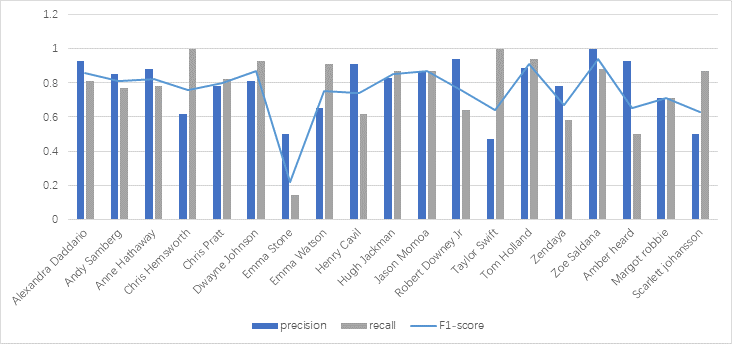 1.2
1
0.8
0.6
0.4
0.2
0
Alexandra Daddario
Andy Samberg
Anne Hathaway
Chris Hemsworth
Chris Pratt
Dwayne Johnson
Emma Stone
Emma Watson
Henry Cavil
Hugh Jackman
Jason Momoa
Robert Downey Jr
Taylor Swift
Tom Holland
Zendaya
Zoe Saldana
Amber heard
Margot robbie
Scarlett johansson
precision recall F1-score